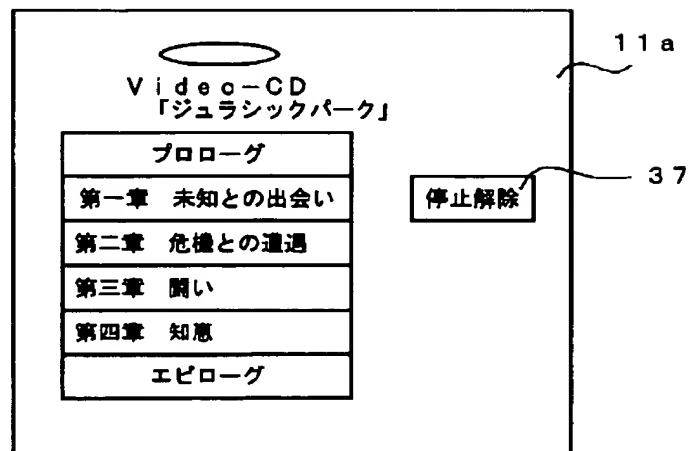 11a
Video-CD
「ジュラシックパーク」
プロローグ
第一章 未知との出会い
停止解除
37
第二章 危機との遭遇
第三章 闘い
第四章 知恵
エピローグ